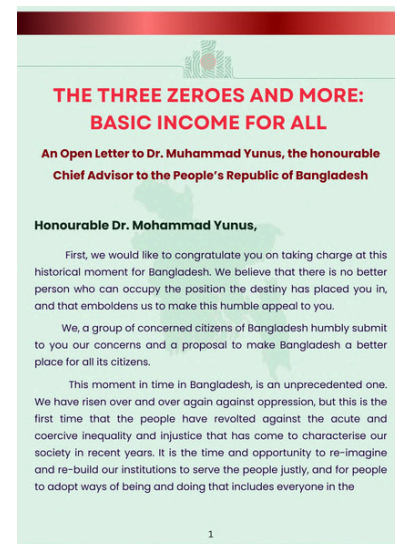 THE THREE ZEROES AND MORE:
BASIC INCOME FOR ALL
An Open Letter to Dr. Muhammad Yunus, the honourable
Chief Advisor to the People's Republic of Bangladesh
Honourable Dr. Mohammad Yunus,
First, we would like to congratulate you on taking charge at this
historical moment for Bangladesh. We believe that there is no better
person who can occupy the position the destiny has placed you in,
and that emboldens us to make this humble appeal to you.
We, a group of concerned citizens of Bangladesh humbly submit
to you our concerns and a proposal to make Bangladesh a better
place for all its citizens.
This moment in time in Bangladesh, is an unprecedented one.
We have risen over and over again against oppression, but this is the
first time that the people have revolted against the acute and
coercive inequality and injustice that has come to characterise our
society in recent years. It is the time and opportunity to re-imagine
and re-build our institutions to serve the people justly, and for people
to adopt ways of being and doing that includes everyone in the
1